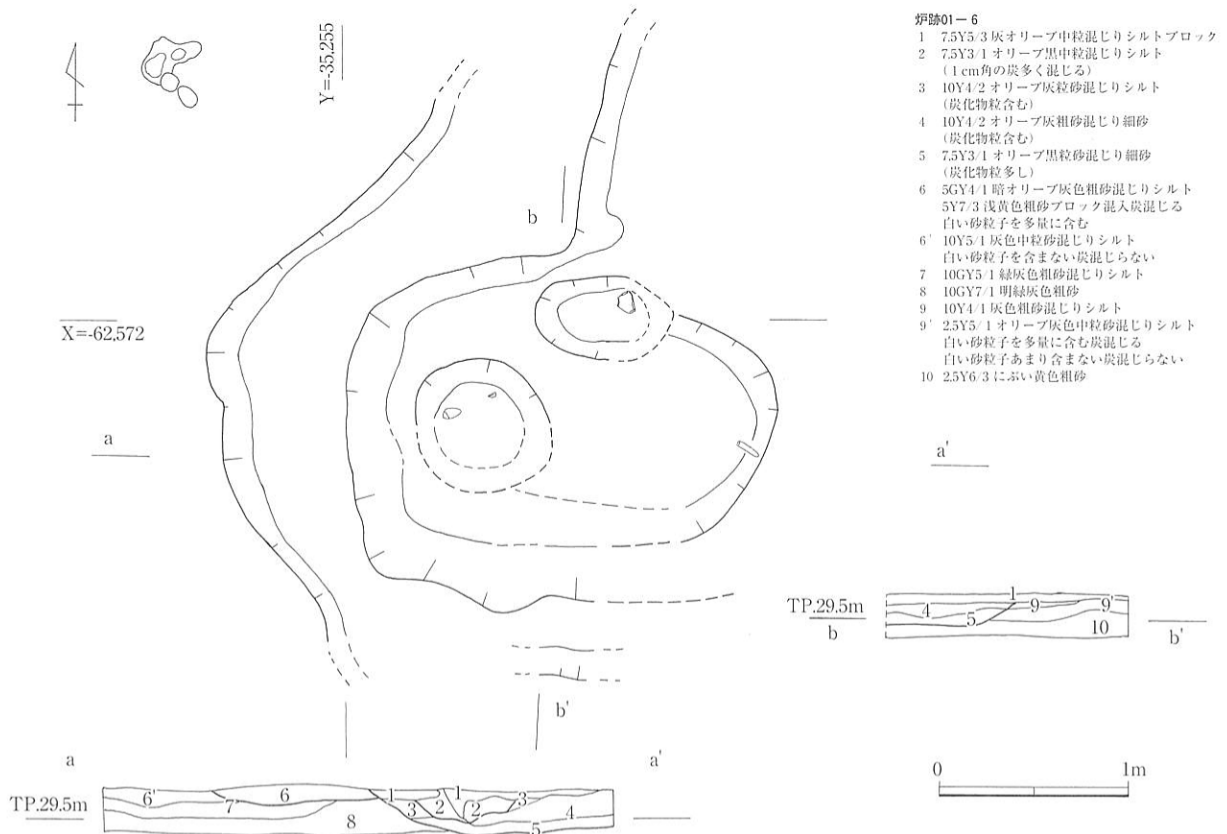 炉跡01－6
1 7.5Y5/3 灰オリーブ中粒混じりシルトブロック
2 7.5Y3/1 オリーブ黒中粒混じりシルト
(１cm角の炭多く混じる)
3 10Y4/2 オリーブ灰粒砂混じりシルト
(炭化物粒含む)
4 10Y4/2 オリーブ灰粗砂混じり細砂
(炭化物粒含む)
5 7.5Y3/1 オリーブ黒粒砂混じり細砂
(炭化物粒多し)
6 5GY4/1 暗オリーブ灰色粗砂混じりシルト
5Y7/3 浅黄色粗砂ブロック混入炭混じる
白い砂粒子を多量に含む
6' 10Y5/1 灰色中粒砂混じりシルト
白い砂粒子を含まない炭混じらない
7 10GY5/1 緑灰色粗砂混じりシルト
8 10GY7/1 明緑灰色粗砂
9 10Y4/1 灰色粗砂混じりシルト
9' 2.5Y5/1 オリーブ灰色中粒砂混じりシルト
白い砂粒子を多量に含む炭混じる
白い砂粒子あまり含まない炭混じらない
10 2.5Y6/3 にぶい黄色粗砂
Y=-35,255
b
X=-62,572
a
a'
b'
TP.29.5m
b
b'
1
4
5
9
9'
10
a
a'
TP.29.5m
6'
7
6
8
1
3
2
1
2
3
4
5
0
1m